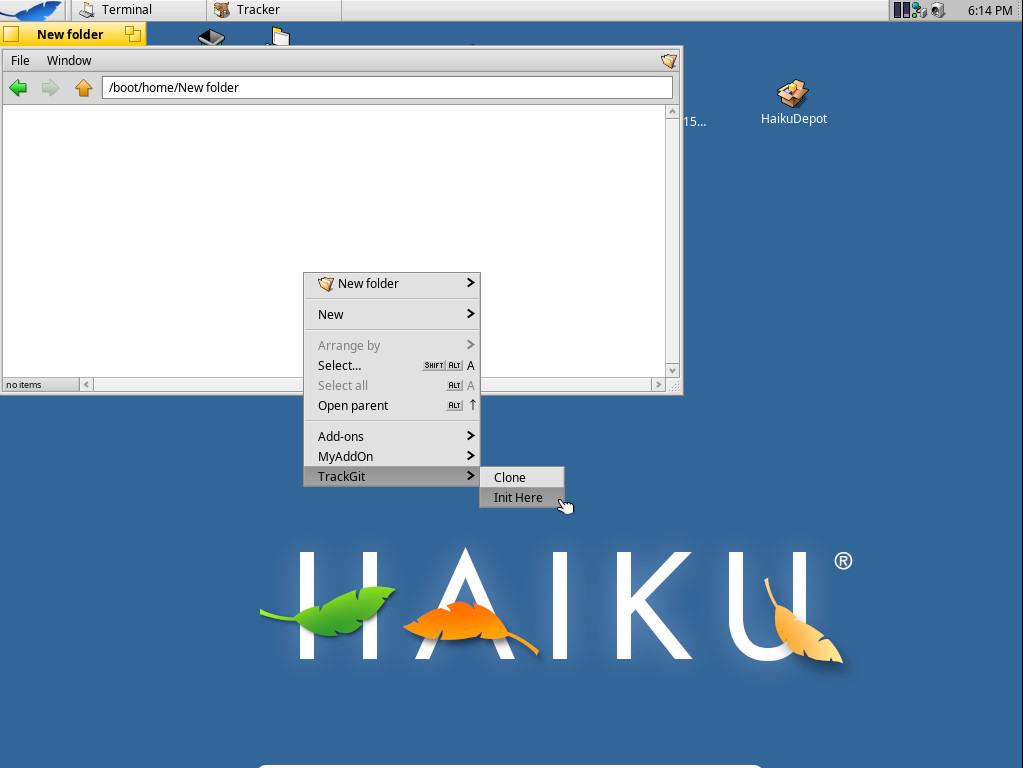 Terminal
Tracker
6:14 PM
New folder
File Window
/boot/home/New folder
15...
HaikuDepot
New folder
New
Arrange by
Select... SHIFT ALT A
Select all ALT A
Open parent ALT ↑
no items
Add-ons
MyAddOn
TrackGit
Clone
Init Here
HAIKU®